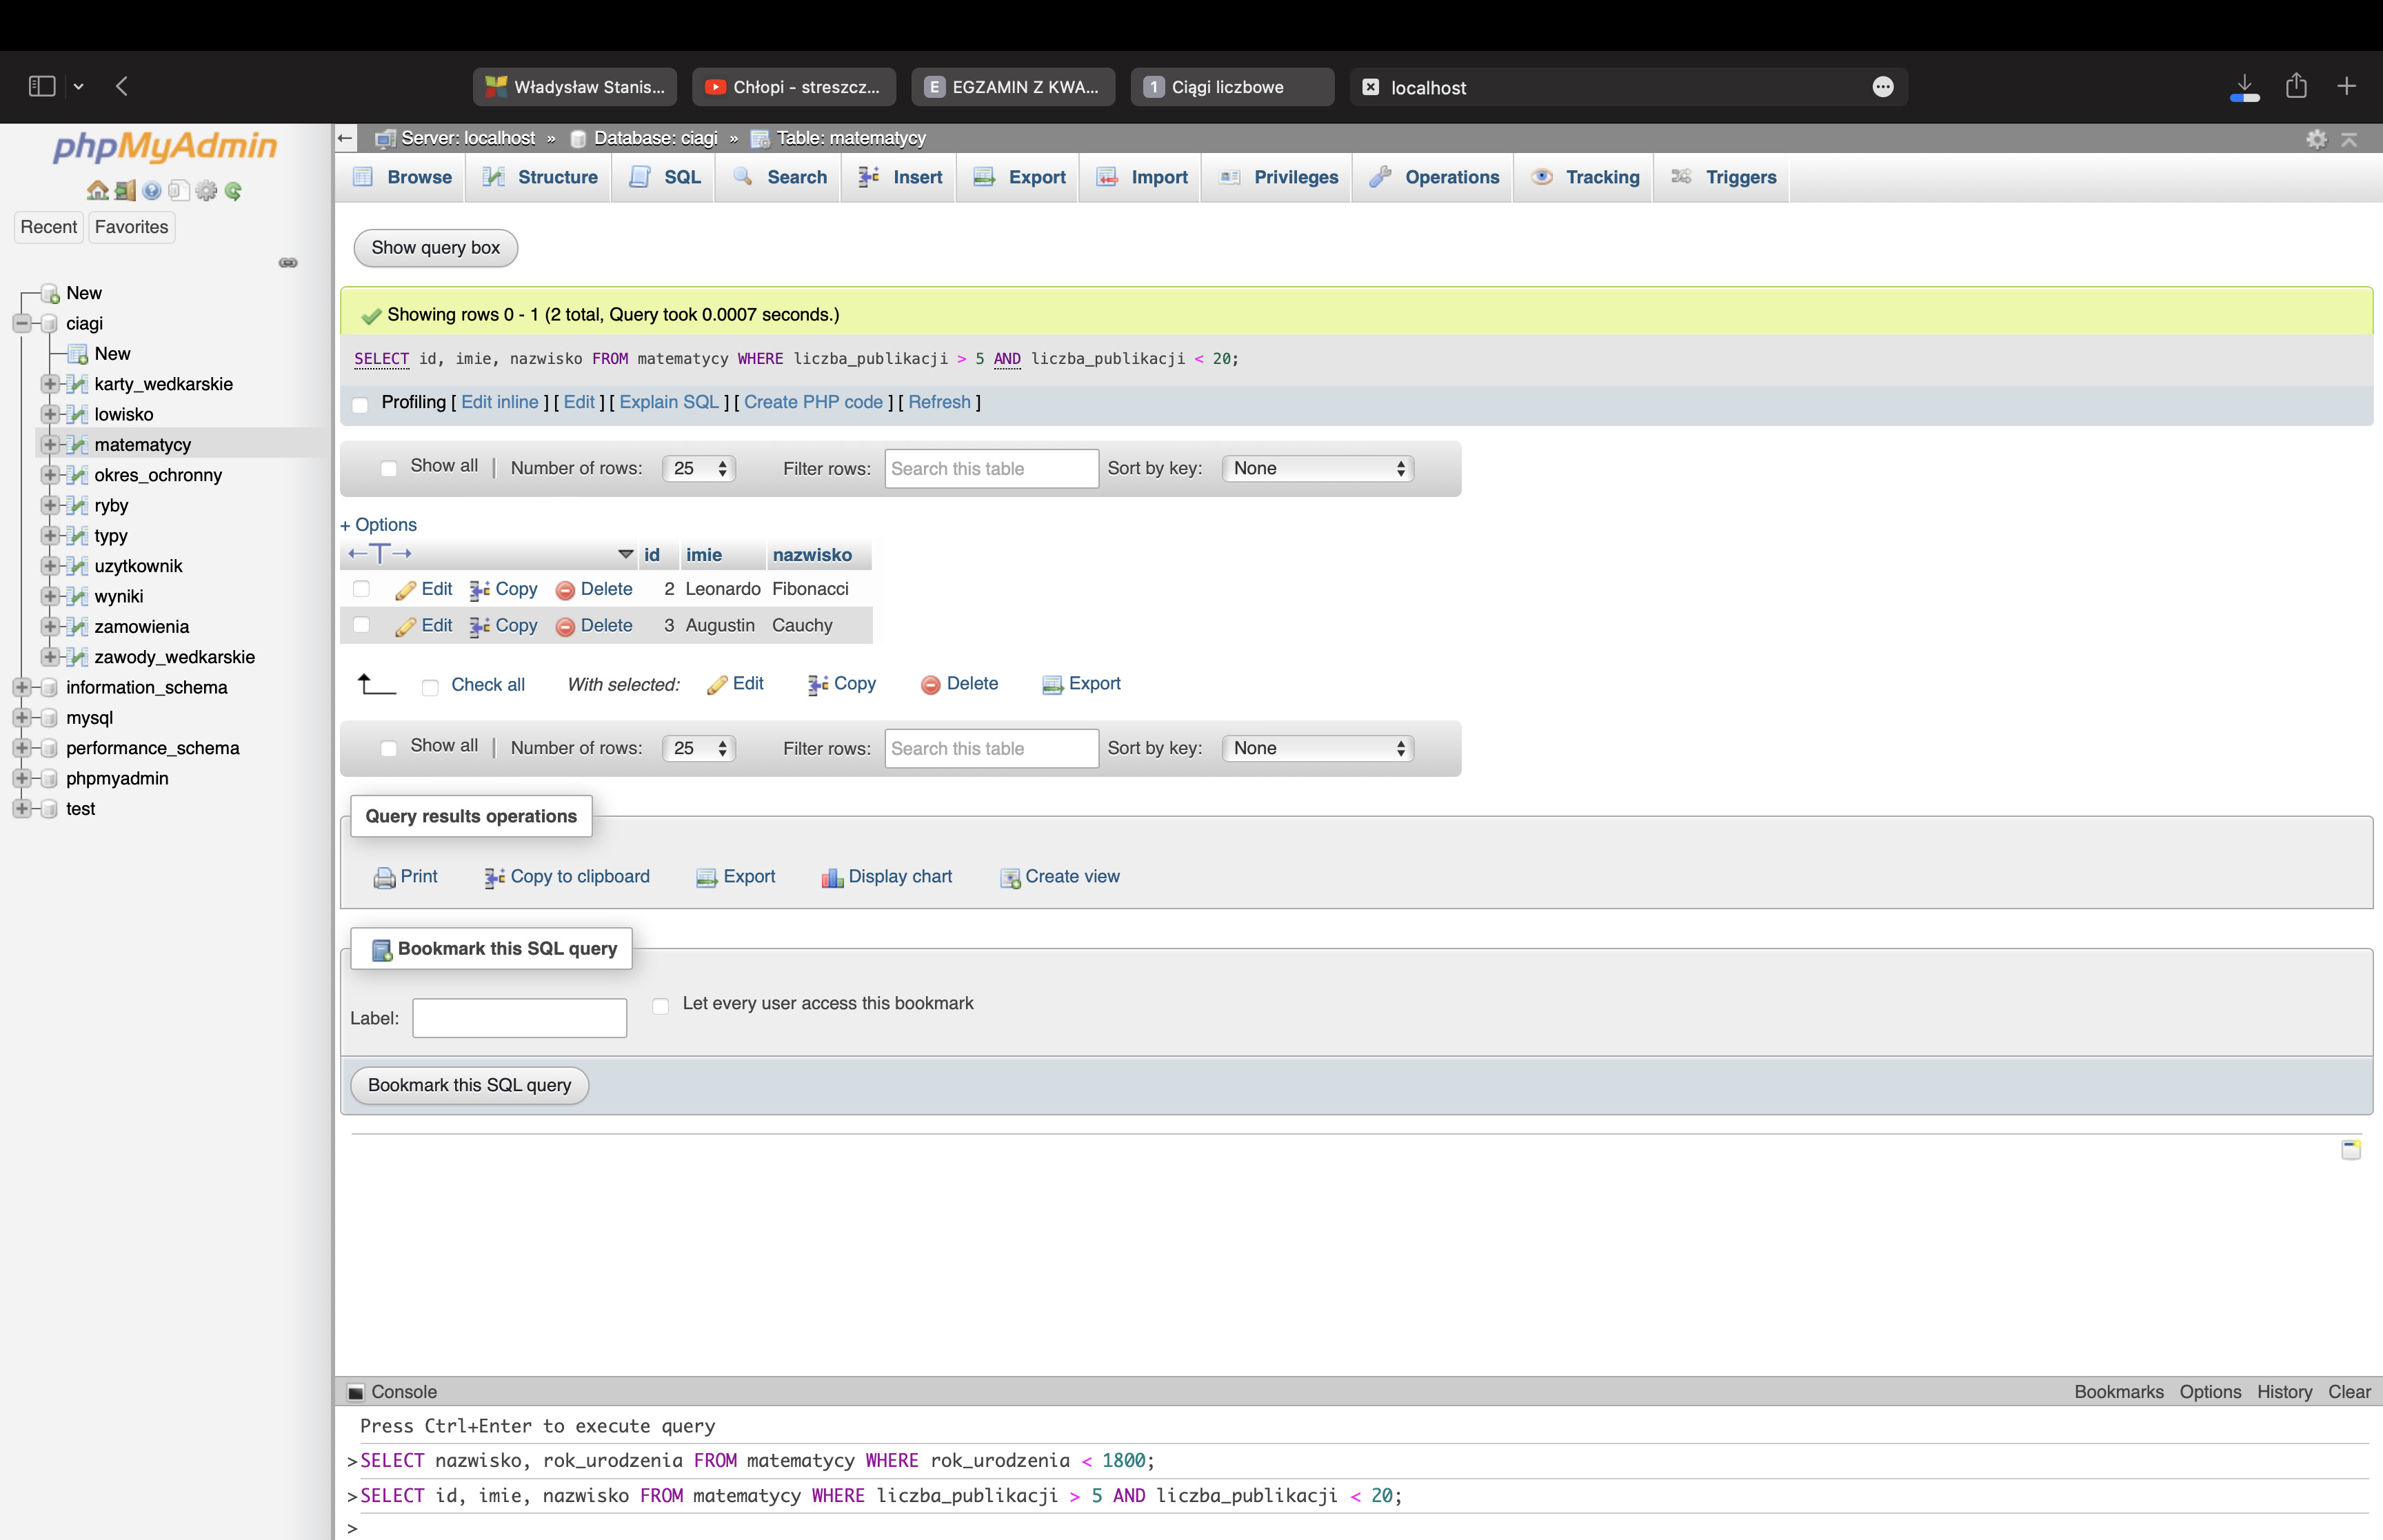 Władysław Stanis...
Chłopi - streszcz...
E EGZAMIN Z KWA...
1 Ciągi liczbowe
localhost
phpMyAdmin
Recent Favorites
New
ciagi
New
karty_wedkarskie
lowisko
matematycy
okres_ochronny
ryby
typy
uzytkownik
wyniki
zamowienia
zawody_wedkarskie
information_schema
mysql
performance_schema
phpmyadmin
test
Server: localhost » Database: ciagi » Table: matematycy
Browse Structure SQL Search Insert Export Import Privileges Operations Tracking Triggers
Show query box
Showing rows 0 - 1 (2 total, Query took 0.0007 seconds.)
SELECT id, imie, nazwisko FROM matematycy WHERE liczba_publikacji > 5 AND liczba_publikacji < 20;
Profiling [ Edit inline ] [ Edit ] [ Explain SQL ] [ Create PHP code ] [ Refresh ]
Show all | Number of rows: 25 Filter rows: Search this table Sort by key: None
+ Options
←T→ id imie nazwisko
Edit Copy Delete 2 Leonardo Fibonacci
Edit Copy Delete 3 Augustin Cauchy
Check all With selected: Edit Copy Delete Export
Show all | Number of rows: 25 Filter rows: Search this table Sort by key: None
Query results operations
Print Copy to clipboard Export Display chart Create view
Bookmark this SQL query
Label: Let every user access this bookmark
Bookmark this SQL query
Console Bookmarks Options History Clear
Press Ctrl+Enter to execute query
>SELECT nazwisko, rok_urodzenia FROM matematycy WHERE rok_urodzenia < 1800;
>SELECT id, imie, nazwisko FROM matematycy WHERE liczba_publikacji > 5 AND liczba_publikacji < 20;
>